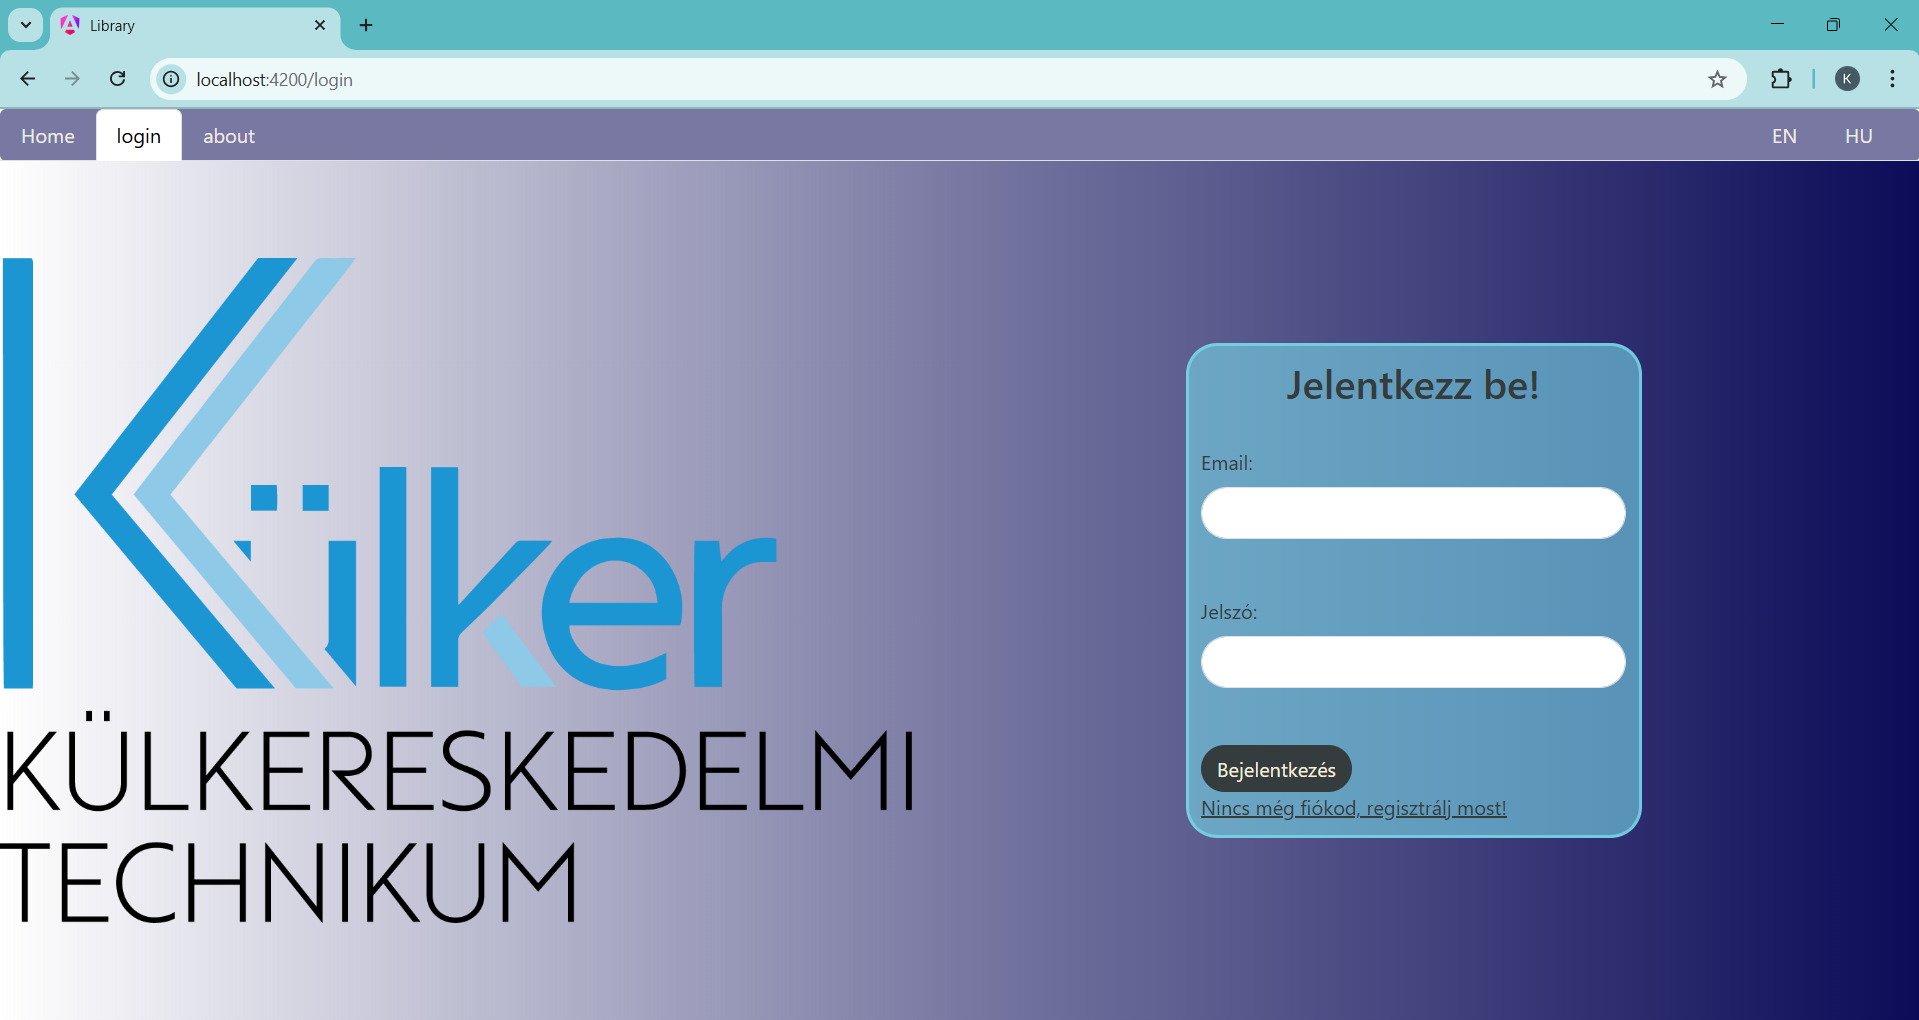 Library
localhost:4200/login
K
Home login about EN HU
Külker
KÜLKERESKEDELMI
TECHNIKUM
Jelentkezz be!
Email:
Jelszó:
Bejelentkezés
Nincs még fiókod, regisztrálj most!